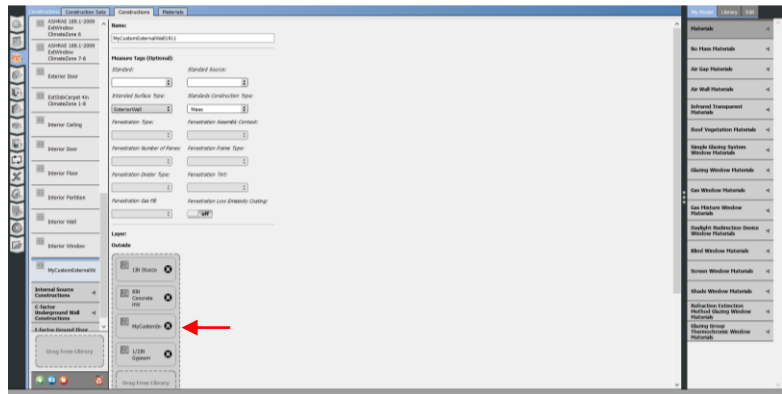 Constructions
Construction Sets
Constructions
Materials
My Model
Library
Edit
ASHRAE 189.1-2009
ExtWindow
ClimateZone 6
ASHRAE 189.1-2009
ExtWindow
ClimateZone 7-8
Exterior Door
ExtSlabCarpet 4in
ClimateZone 1-8
Interior Ceiling
Interior Door
Interior Floor
Interior Partition
Interior Wall
Interior Window
MyCustomExternalWa
Internal Source
Constructions
C-factor
Underground Wall
Constructions
F-factor Ground Floor
Drag From Library
Name:
MyCustomExternalWall1911
Measure Tags (Optional):
Standard:
Standard Source:
Intended Surface Type:
Standards Construction Type:
ExteriorWall
Mass
Fenestration Type:
Fenestration Assembly Context:
Fenestration Number of Panes:
Fenestration Frame Type:
Fenestration Divider Type:
Fenestration Tint:
Fenestration Gas Fill:
Fenestration Low Emissivity Coating:
off
Layer:
Outside
1IN Stucco
8IN
Concrete
HW
MyCustomIn
1/2IN
Gypsum
Drag From Library
Materials
No Mass Materials
Air Gap Materials
Air Wall Materials
Infrared Transparent
Materials
Roof Vegetation Materials
Simple Glazing System
Window Materials
Glazing Window Materials
Gas Window Materials
Gas Mixture Window
Materials
Daylight Redirection Device
Window Materials
Blind Window Materials
Screen Window Materials
Shade Window Materials
Refraction Extinction
Method Glazing Window
Materials
Glazing Group
Thermochromic Window
Materials